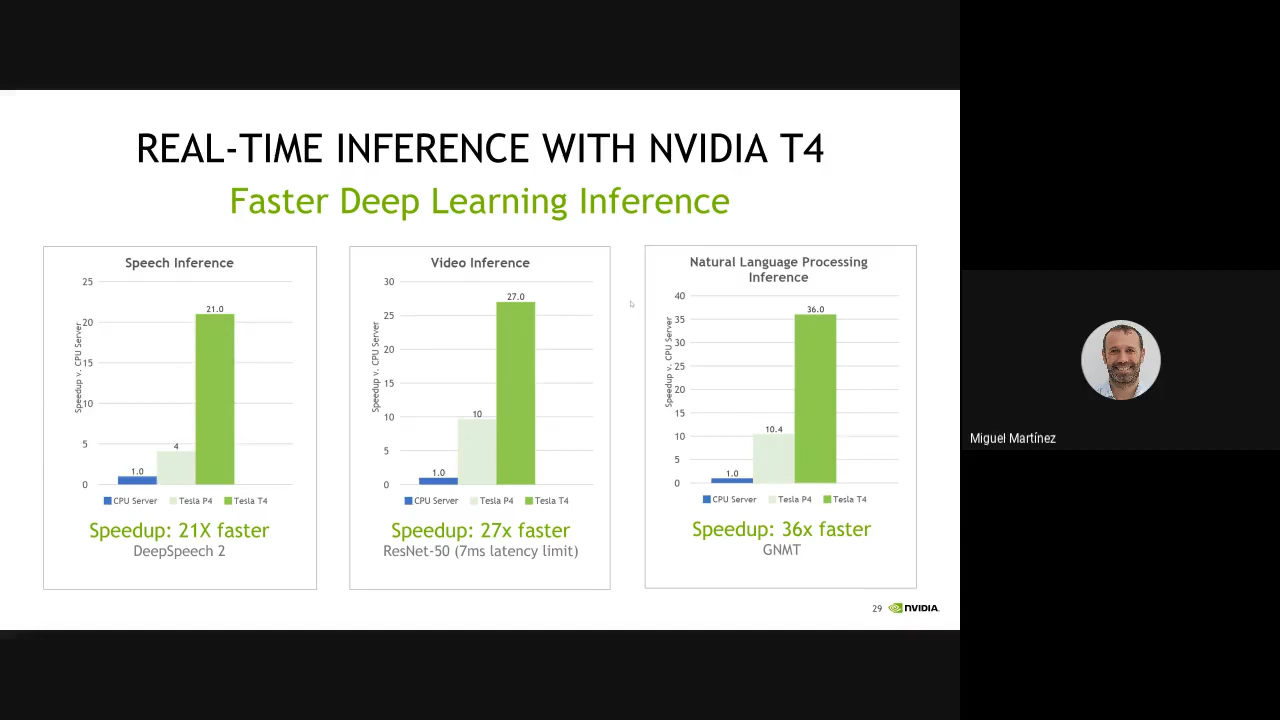 REAL-TIME INFERENCE WITH NVIDIA T4
Faster Deep Learning Inference
Speech Inference
25
20
15
10
5
0
Speedup v. CPU Server
1.0
4
21.0
CPU Server
Tesla P4
Tesla T4
Speedup: 21X faster
DeepSpeech 2
Video Inference
30
25
20
15
10
5
0
Speedup v. CPU Server
1.0
10
27.0
CPU Server
Tesla P4
Tesla T4
Speedup: 27x faster
ResNet-50 (7ms latency limit)
Natural Language Processing
Inference
40
35
30
25
20
15
10
5
0
Speedup v. CPU Server
1.0
10.4
36.0
CPU Server
Tesla P4
Tesla T4
Speedup: 36x faster
GNMT
29
NVIDIA.
Miguel Martínez